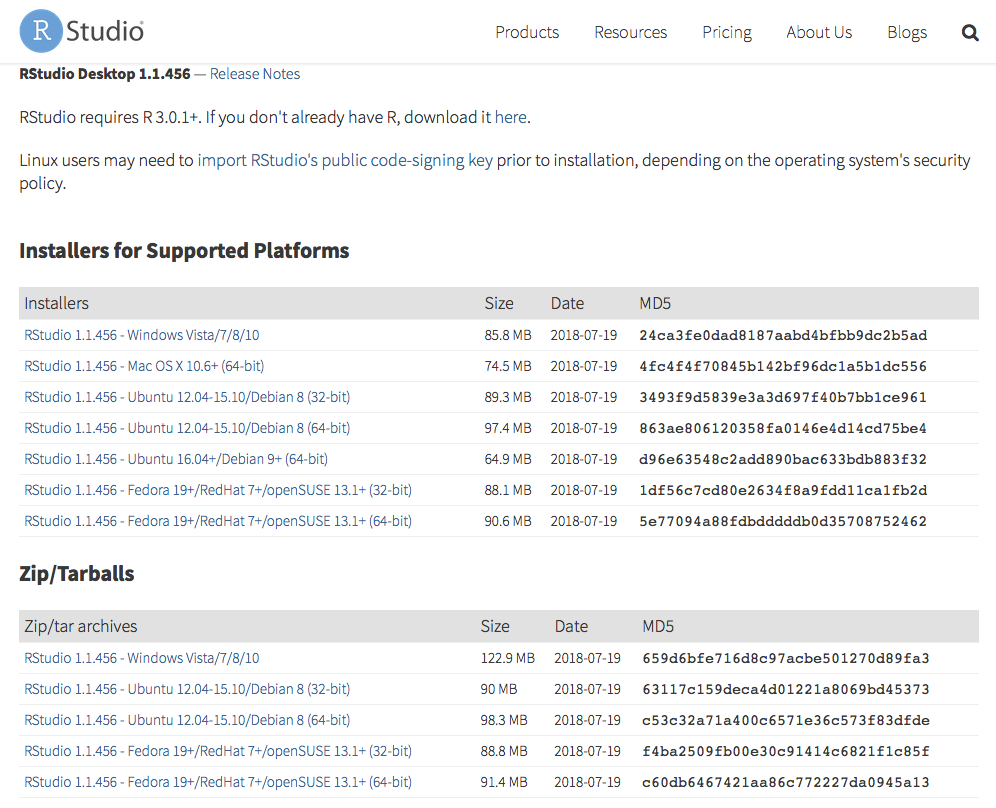 R Studio®
Products Resources Pricing About Us Blogs
RStudio Desktop 1.1.456 — Release Notes
RStudio requires R 3.0.1+. If you don't already have R, download it here.
Linux users may need to import RStudio's public code-signing key prior to installation, depending on the operating system's security
policy.
Installers for Supported Platforms
Installers Size Date MD5
RStudio 1.1.456 - Windows Vista/7/8/10 85.8 MB 2018-07-19 24ca3fe0dad8187aabd4bfbb9dc2b5ad
RStudio 1.1.456 - Mac OS X 10.6+ (64-bit) 74.5 MB 2018-07-19 4fc4f4f70845b142bf96dc1a5b1dc556
RStudio 1.1.456 - Ubuntu 12.04-15.10/Debian 8 (32-bit) 89.3 MB 2018-07-19 3493f9d5839e3a3d697f40b7bb1ce961
RStudio 1.1.456 - Ubuntu 12.04-15.10/Debian 8 (64-bit) 97.4 MB 2018-07-19 863ae806120358fa0146e4d14cd75be4
RStudio 1.1.456 - Ubuntu 16.04+/Debian 9+ (64-bit) 64.9 MB 2018-07-19 d96e63548c2add890bac633bdb883f32
RStudio 1.1.456 - Fedora 19+/RedHat 7+/openSUSE 13.1+ (32-bit) 88.1 MB 2018-07-19 1df56c7cd80e2634f8a9fdd11ca1fb2d
RStudio 1.1.456 - Fedora 19+/RedHat 7+/openSUSE 13.1+ (64-bit) 90.6 MB 2018-07-19 5e77094a88fdbdddddb0d35708752462
Zip/Tarballs
Zip/tar archives Size Date MD5
RStudio 1.1.456 - Windows Vista/7/8/10 122.9 MB 2018-07-19 659d6bfe716d8c97acbe501270d89fa3
RStudio 1.1.456 - Ubuntu 12.04-15.10/Debian 8 (32-bit) 90 MB 2018-07-19 63117c159deca4d01221a8069bd45373
RStudio 1.1.456 - Ubuntu 12.04-15.10/Debian 8 (64-bit) 98.3 MB 2018-07-19 c53c32a71a400c6571e36c573f83dfde
RStudio 1.1.456 - Fedora 19+/RedHat 7+/openSUSE 13.1+ (32-bit) 88.8 MB 2018-07-19 f4ba2509fb00e30c91414c6821f1c85f
RStudio 1.1.456 - Fedora 19+/RedHat 7+/openSUSE 13.1+ (64-bit) 91.4 MB 2018-07-19 c60db6467421aa86c772227da0945a13